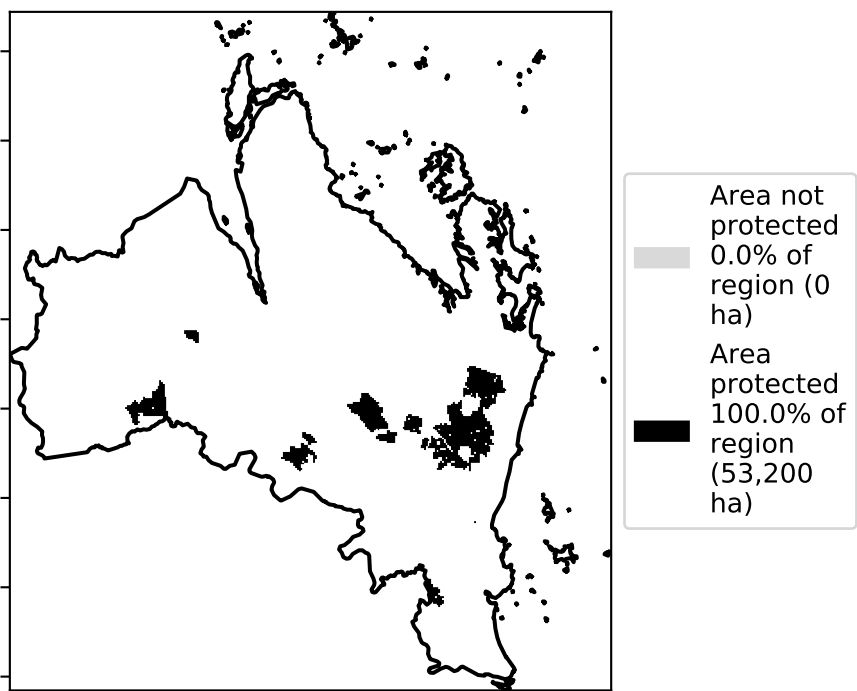 Area not
protected
0.0% of
region (0
ha)
Area
protected
100.0% of
region
(53,200
ha)